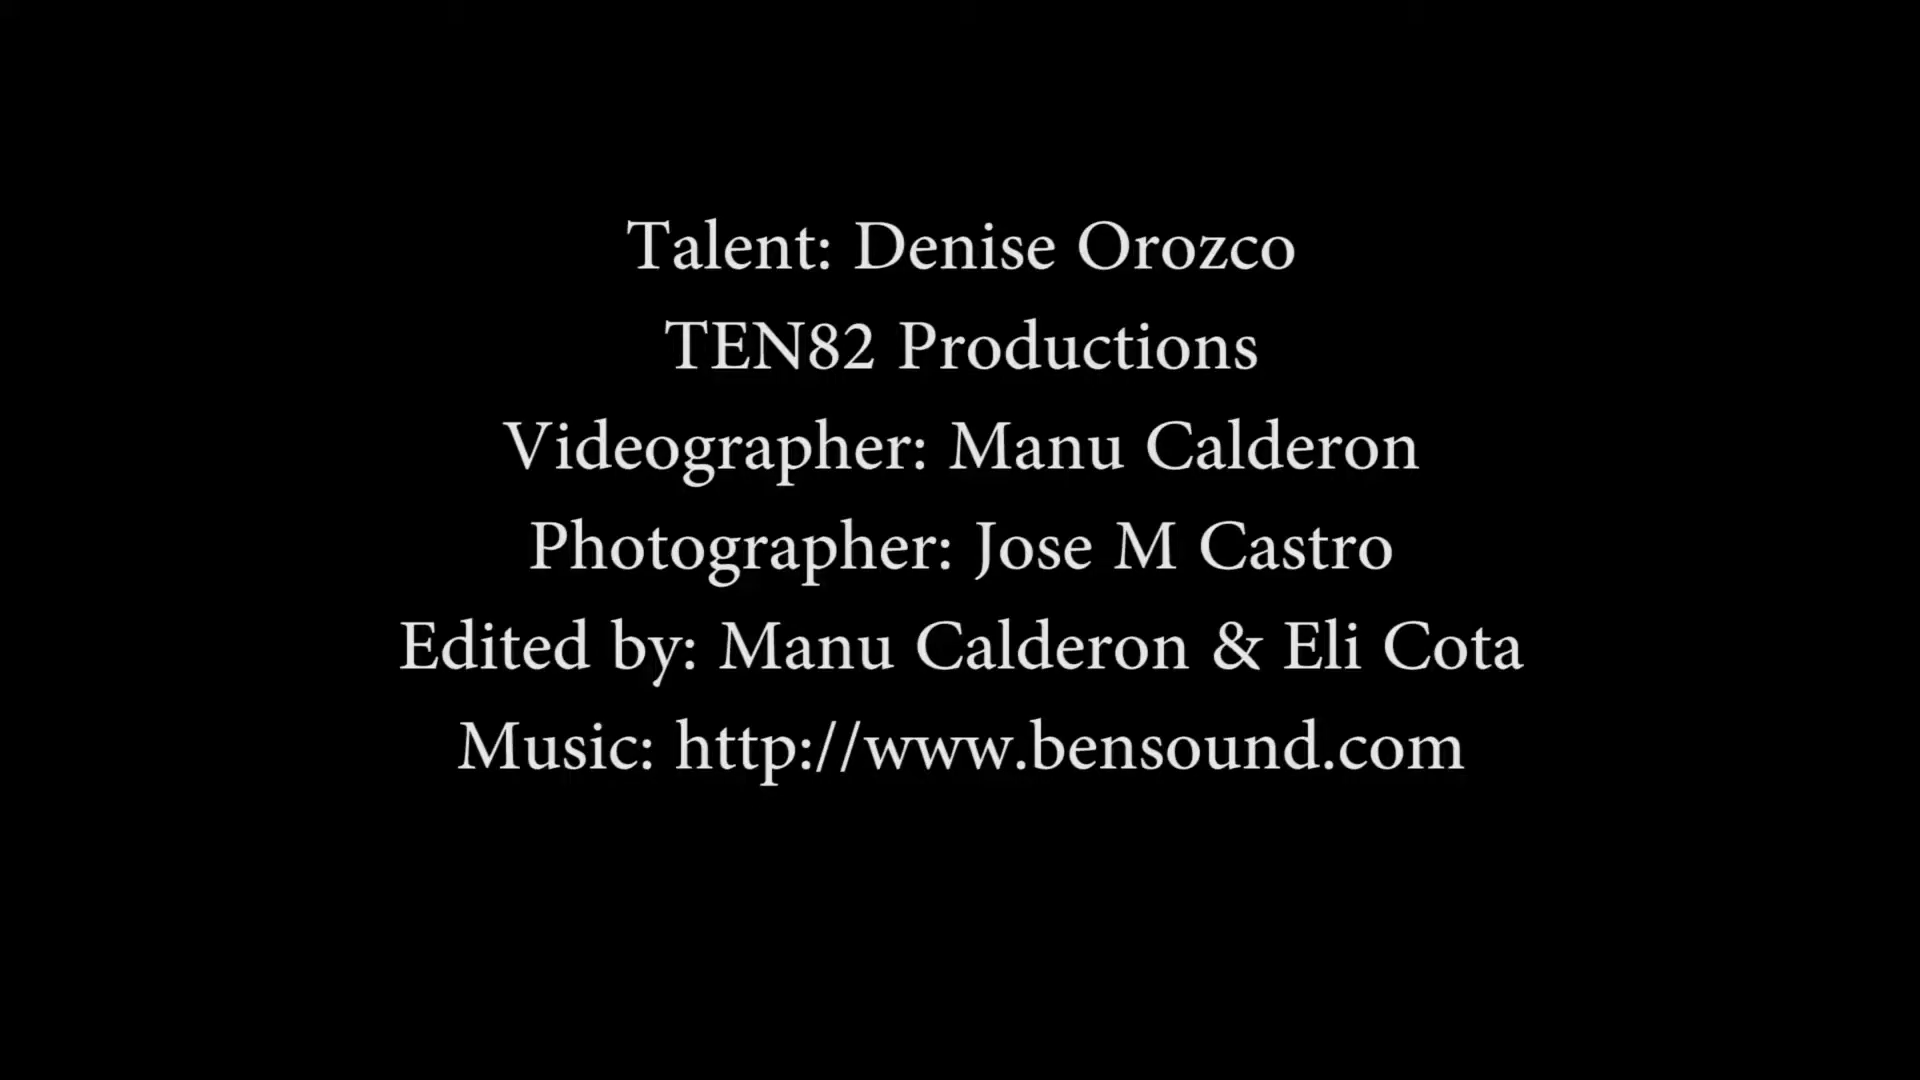 Talent: Denise Orozco
TEN82 Productions
Videographer: Manu Calderon
Photographer: Jose M Castro
Edited by: Manu Calderon & Eli Cota
Music: http://www.bensound.com